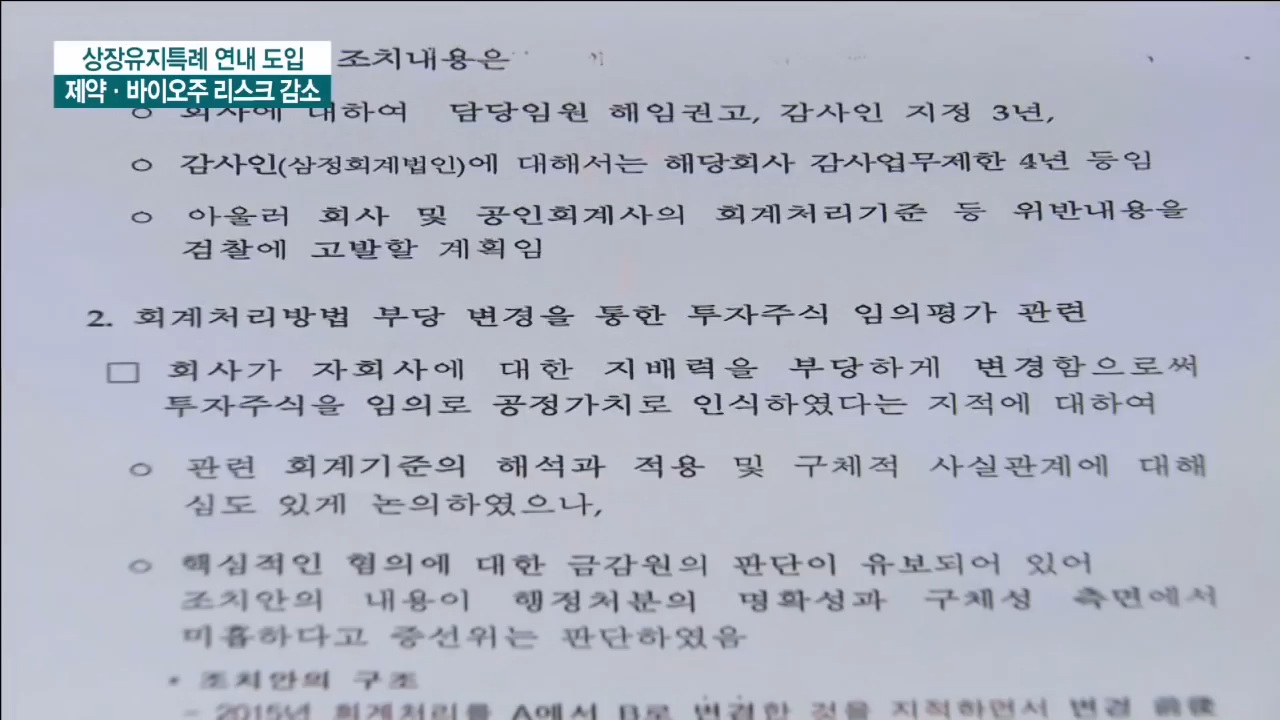 상장유지특례 연내 도입
제약·바이오주 리스크 감소
조치내용은
○ 회사에 대하여 담당임원 해임권고, 감사인 지정 3년,
○ 감사인(삼정회계법인)에 대해서는 해당회사 감사업무제한 4년 등임
○ 아울러 회사 및 공인회계사의 회계처리기준 등 위반내용을
검찰에 고발할 계획임
2. 회계처리방법 부당 변경을 통한 투자주식 임의평가 관련
□ 회사가 자회사에 대한 지배력을 부당하게 변경함으로써
투자주식을 임의로 공정가치로 인식하였다는 지적에 대하여
○ 관련 회계기준의 해석과 적용 및 구체적 사실관계에 대해
심도 있게 논의하였으나,
○ 핵심적인 혐의에 대한 금감원의 판단이 유보되어 있어
조치안의 내용이 행정처분의 명확성과 구체성 측면에서
미흡하다고 증선위는 판단하였음
* 조치안의 구조
- 2015년 회계처리를 A에서 B로 변경한 것을 지적하면서 변경